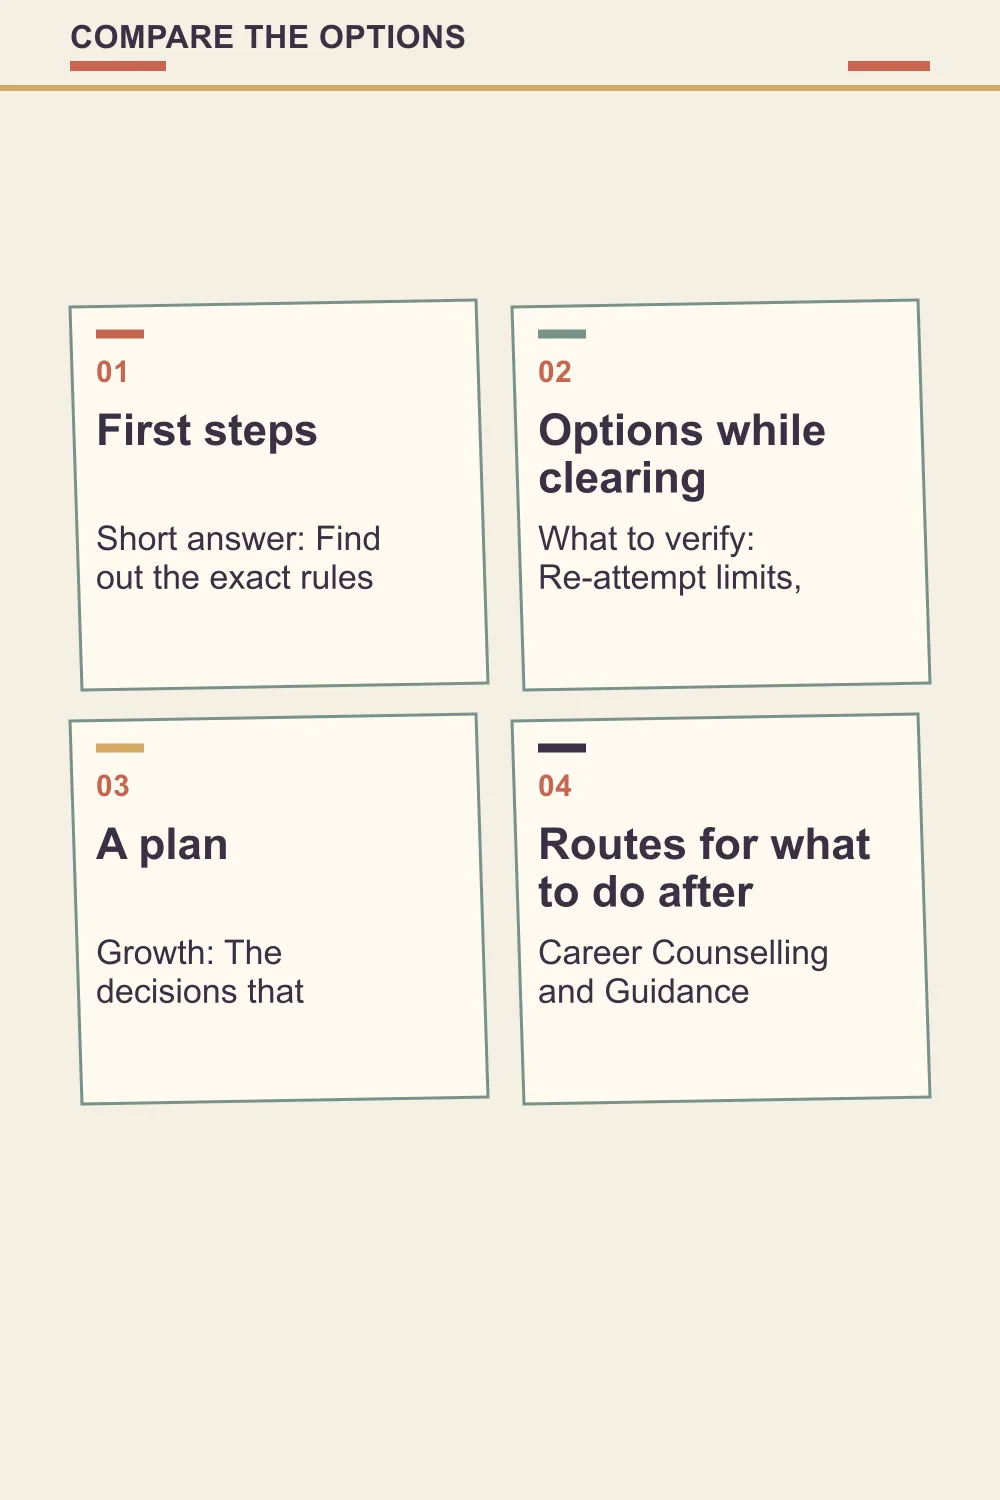 COMPARE THE OPTIONS
01
First steps
Short answer: Find
out the exact rules
02
Options while
clearing
What to verify:
Re-attempt limits,
03
A plan
Growth: The
decisions that
04
Routes for what
to do after
Career Counselling
and Guidance